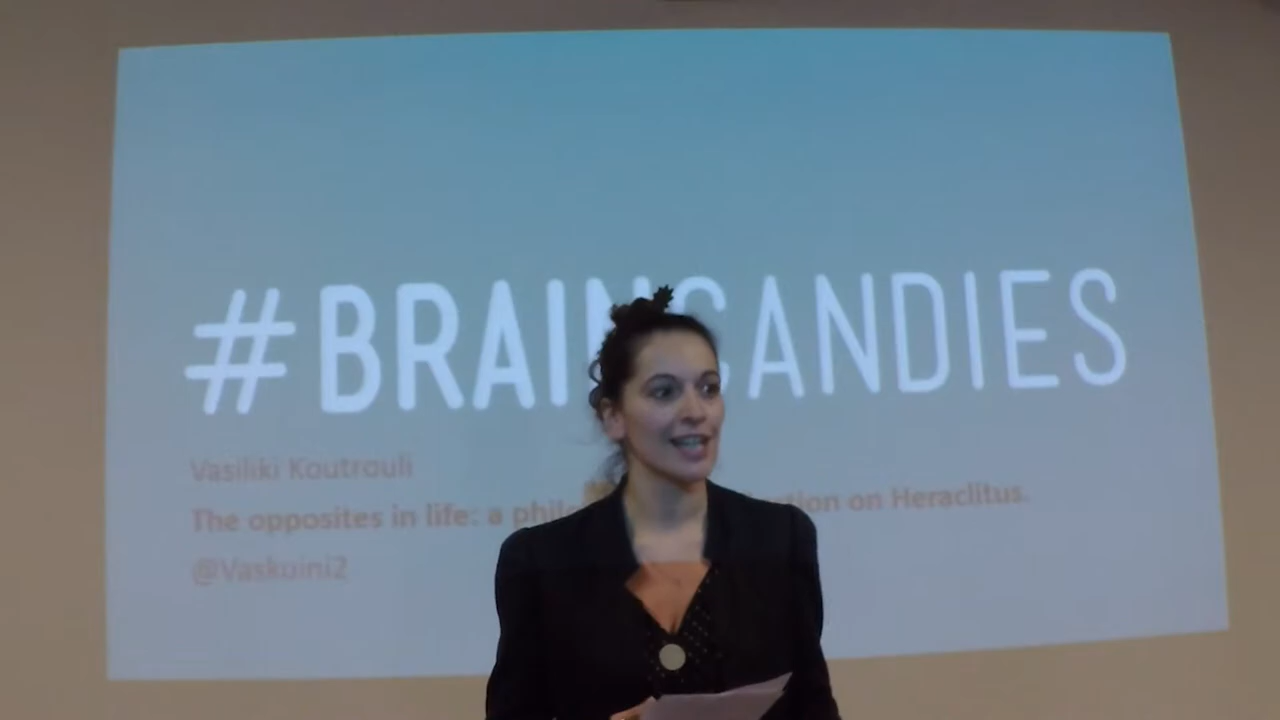 #BRAINCANDIES
Vasiliki Koutrouli
The opposites in life: a on Heraclitus.
@Vaskuini2